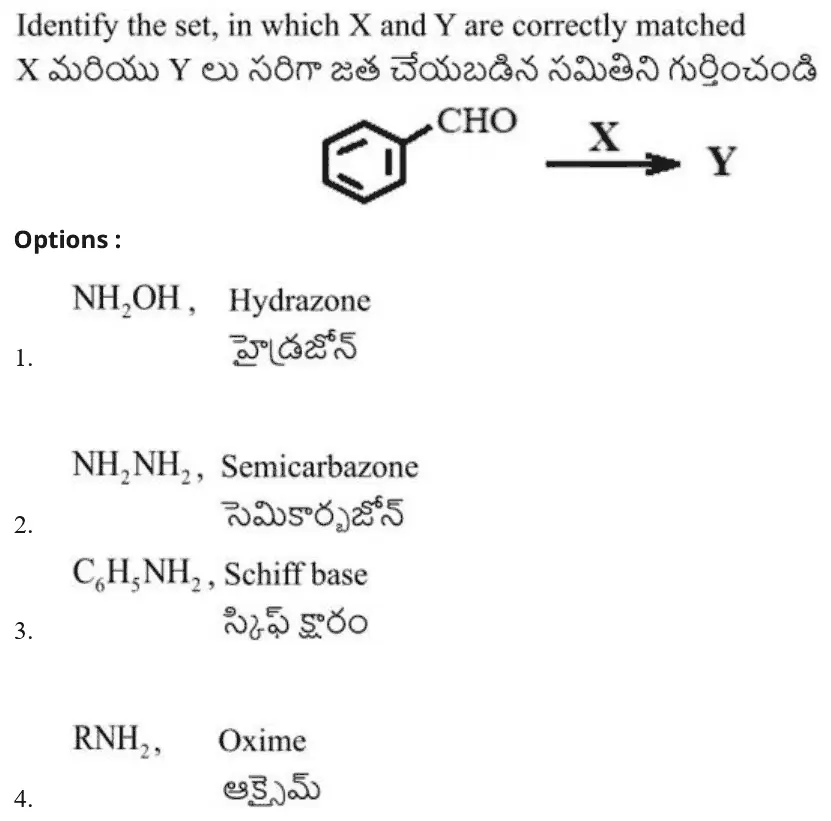 Identify the set, in which X and Y are correctly matched
X మరియు Y లు సరిగా జత చేయబడిన సమితిని గుర్తించండి
CHO
X
Y
Options :
NH₂OH , Hydrazone
హైడ్రజోన్
1.
NH₂NH₂ , Semicarbazone
సెమికార్బజోన్
2.
C₆H₅NH₂ , Schiff base
స్కిఫ్ క్షారం
3.
RNH₂, Oxime
ఆక్సైమ్
4.